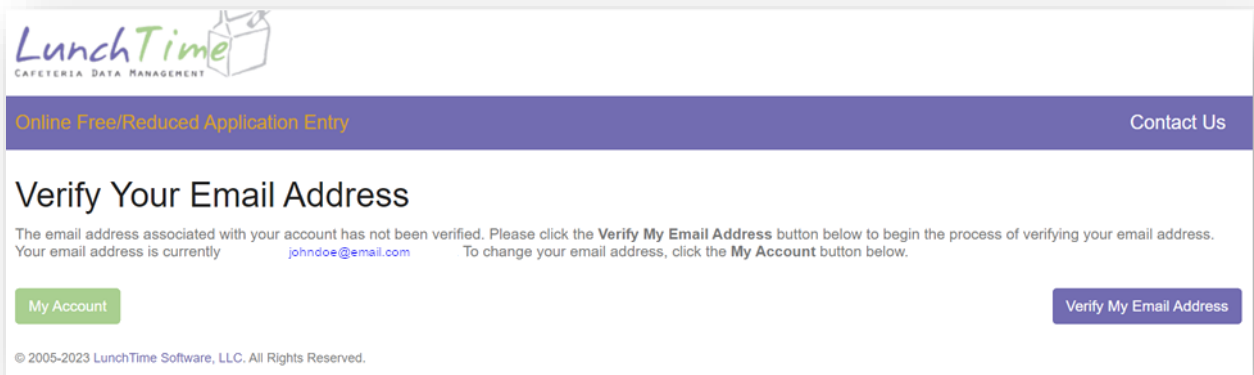 LunchTime
CAFETERIA DATA MANAGEMENT
Online Free/Reduced Application Entry
Contact Us
Verify Your Email Address
The email address associated with your account has not been verified. Please click the Verify My Email Address button below to begin the process of verifying your email address.
Your email address is currently johndoe@email.com To change your email address, click the My Account button below.
My Account
Verify My Email Address
© 2005-2023 LunchTime Software, LLC. All Rights Reserved.